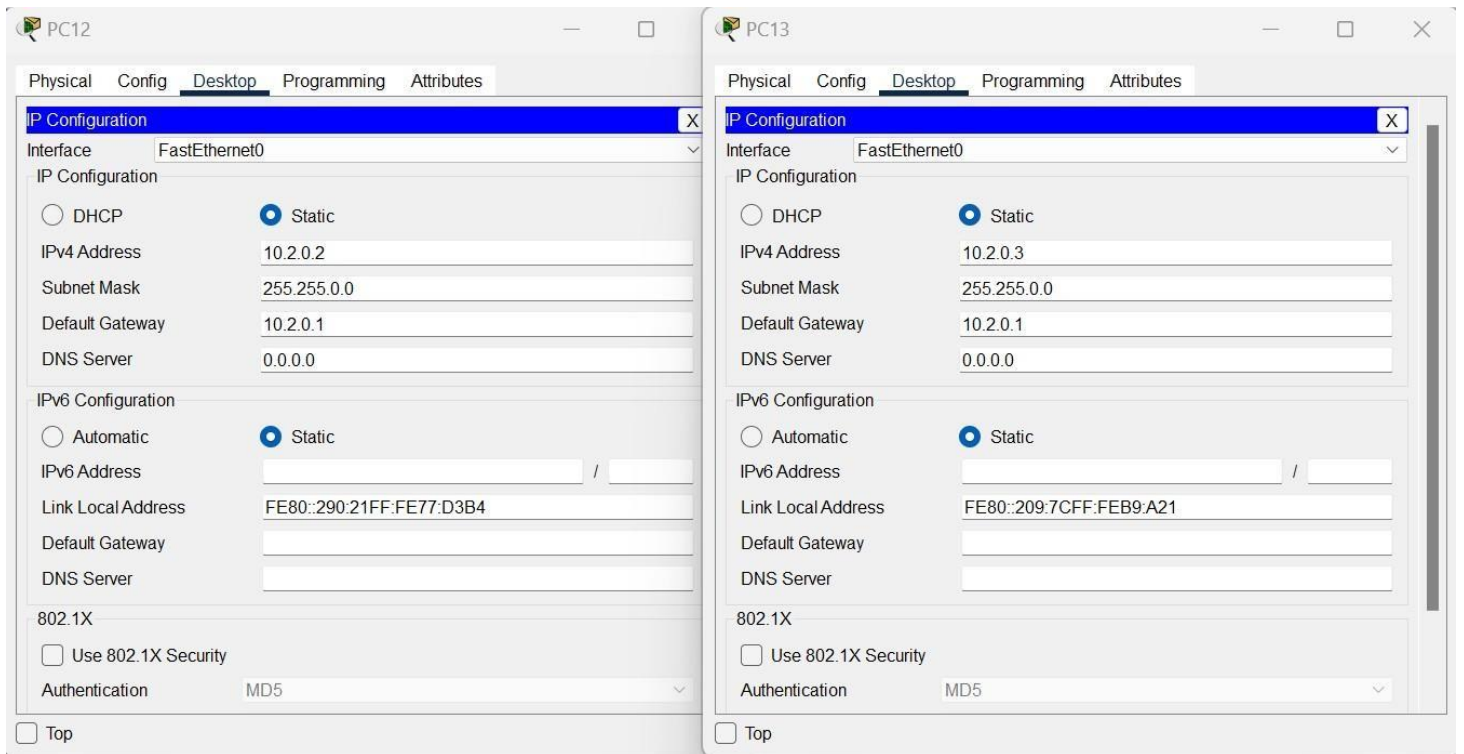 PC12
Physical Config Desktop Programming Attributes
IP Configuration X
Interface FastEthernet0
IP Configuration
DHCP Static
IPv4 Address 10.2.0.2
Subnet Mask 255.255.0.0
Default Gateway 10.2.0.1
DNS Server 0.0.0.0
IPv6 Configuration
Automatic Static
IPv6 Address /
Link Local Address FE80::290:21FF:FE77:D3B4
Default Gateway
DNS Server
802.1X
Use 802.1X Security
Authentication MD5
Top
PC13
Physical Config Desktop Programming Attributes
IP Configuration X
Interface FastEthernet0
IP Configuration
DHCP Static
IPv4 Address 10.2.0.3
Subnet Mask 255.255.0.0
Default Gateway 10.2.0.1
DNS Server 0.0.0.0
IPv6 Configuration
Automatic Static
IPv6 Address /
Link Local Address FE80::209:7CFF:FEB9:A21
Default Gateway
DNS Server
802.1X
Use 802.1X Security
Authentication MD5
Top